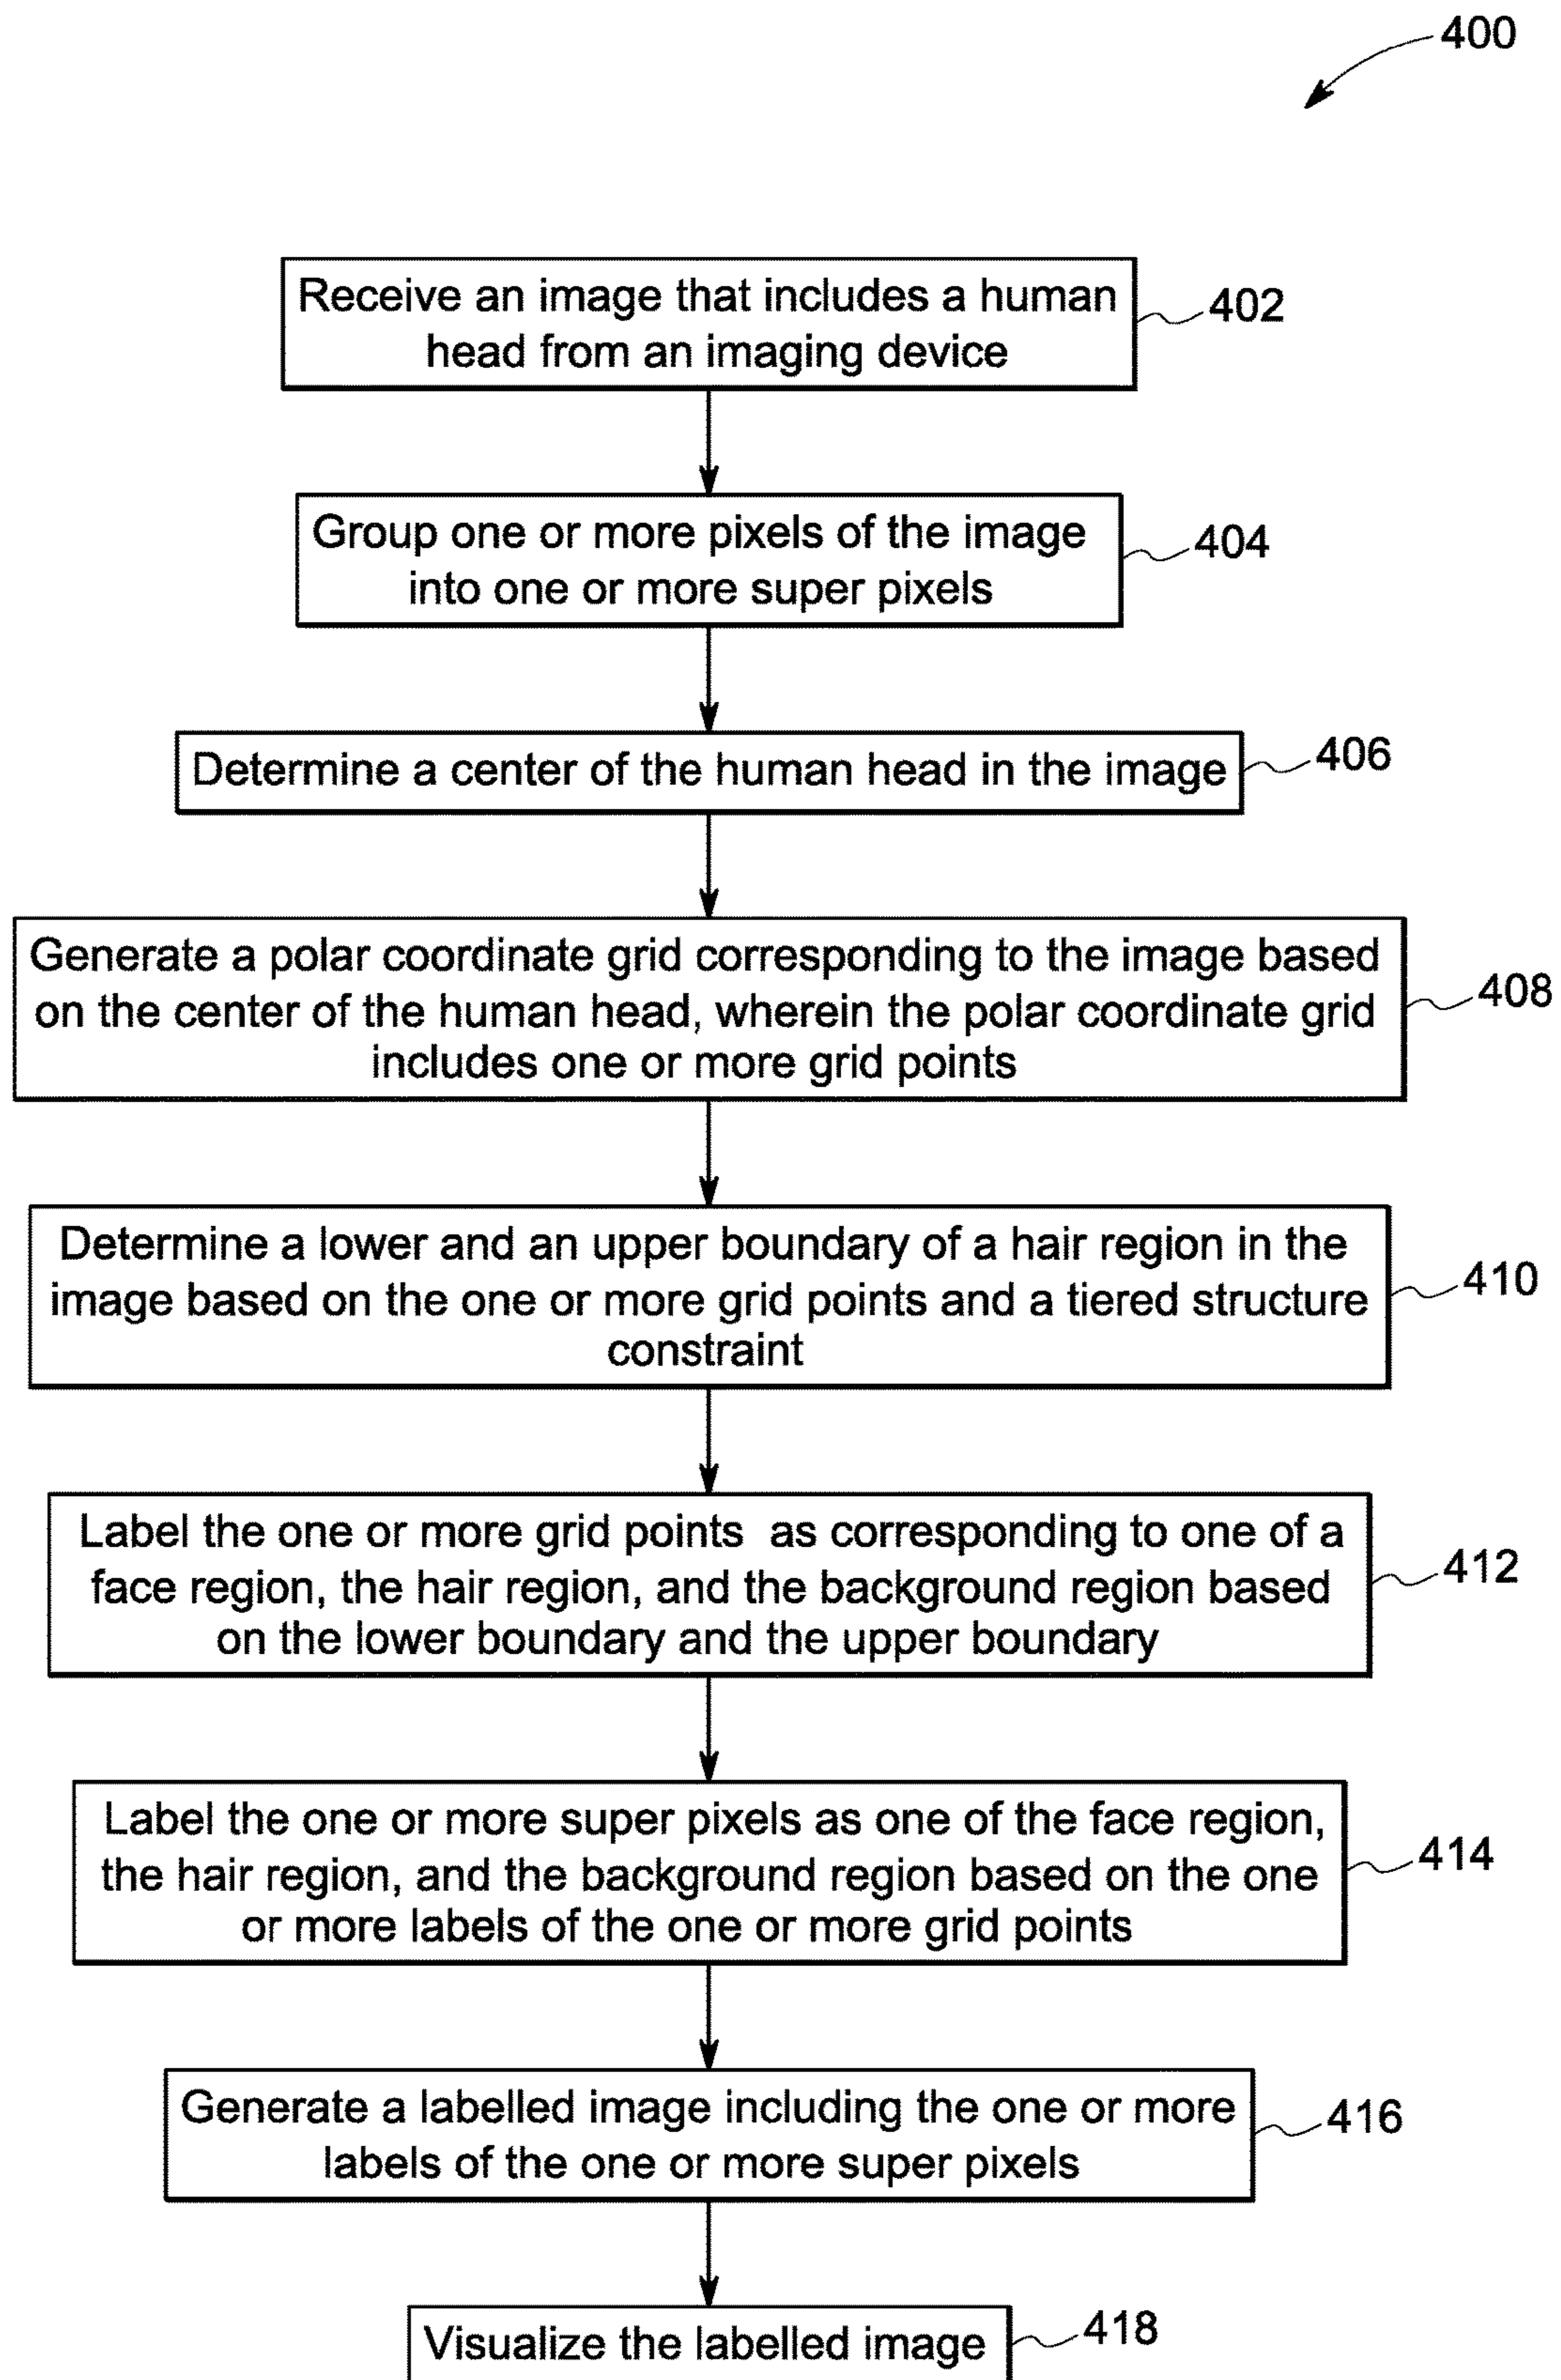 400
Receive an image that includes a human
head from an imaging device
402
Group one or more pixels of the image
into one or more super pixels
404
Determine a center of the human head in the image
406
Generate a polar coordinate grid corresponding to the image based
on the center of the human head, wherein the polar coordinate grid
includes one or more grid points
408
Determine a lower and an upper boundary of a hair region in the
image based on the one or more grid points and a tiered structure
constraint
410
Label the one or more grid points as corresponding to one of a
face region, the hair region, and the background region based
on the lower boundary and the upper boundary
412
Label the one or more super pixels as one of the face region,
the hair region, and the background region based on the one
or more labels of the one or more grid points
414
Generate a labelled image including the one or more
labels of the one or more super pixels
416
Visualize the labelled image
418